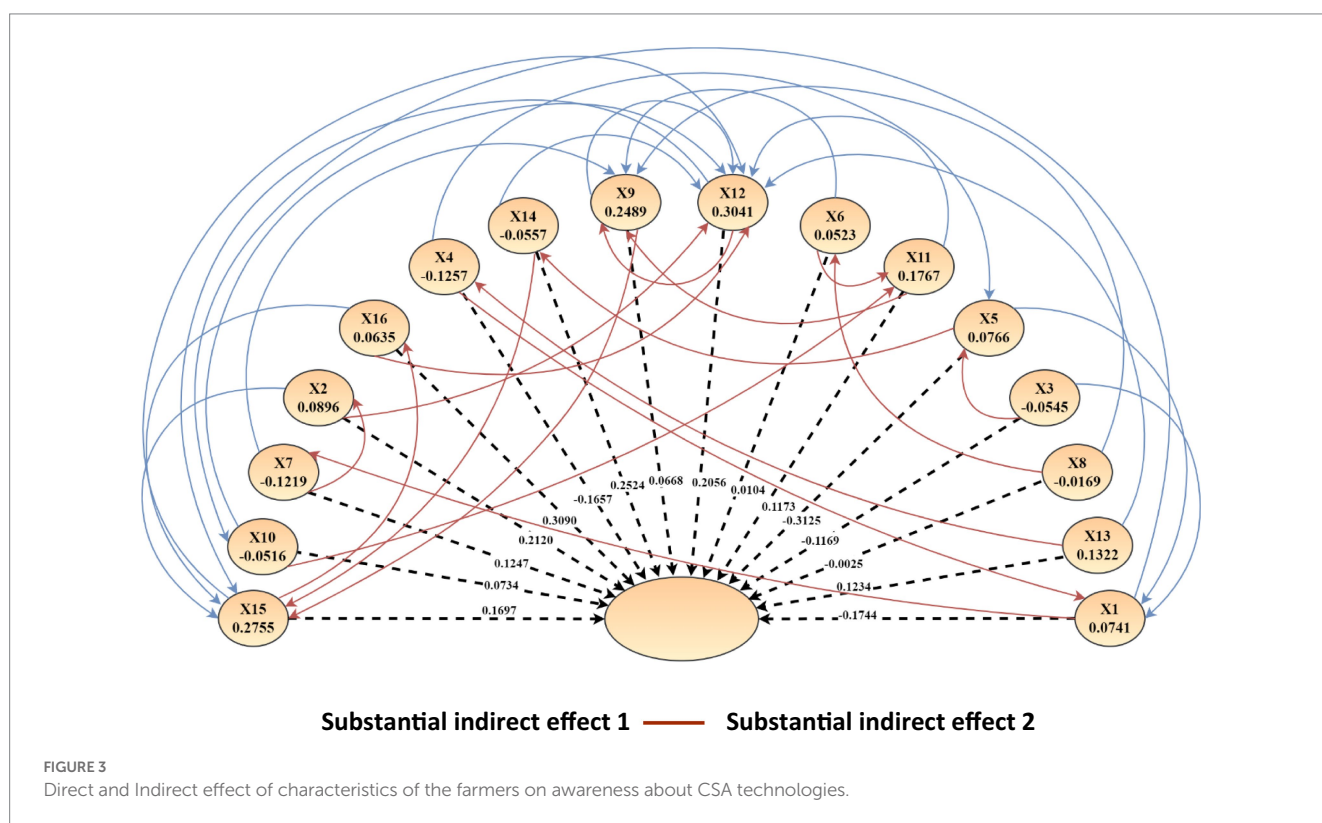 X9
0.2489
X12
0.3041
X14
-0.0557
X6
0.0523
X4
-0.1257
X11
0.1767
X16
0.0635
X5
0.0766
X2
0.0896
X3
-0.0545
X7
-0.1219
X8
-0.0169
X10
-0.0516
X13
0.1322
X15
0.2755
X1
0.0741
0.1697
0.0734
0.1247
0.2120
0.3090
-0.1657
0.2524
0.0668
0.2056
0.0104
0.1173
-0.3125
-0.1169
-0.0025
0.1234
-0.1744
Substantial indirect effect 1 Substantial indirect effect 2
FIGURE 3
Direct and Indirect effect of characteristics of the farmers on awareness about CSA technologies.